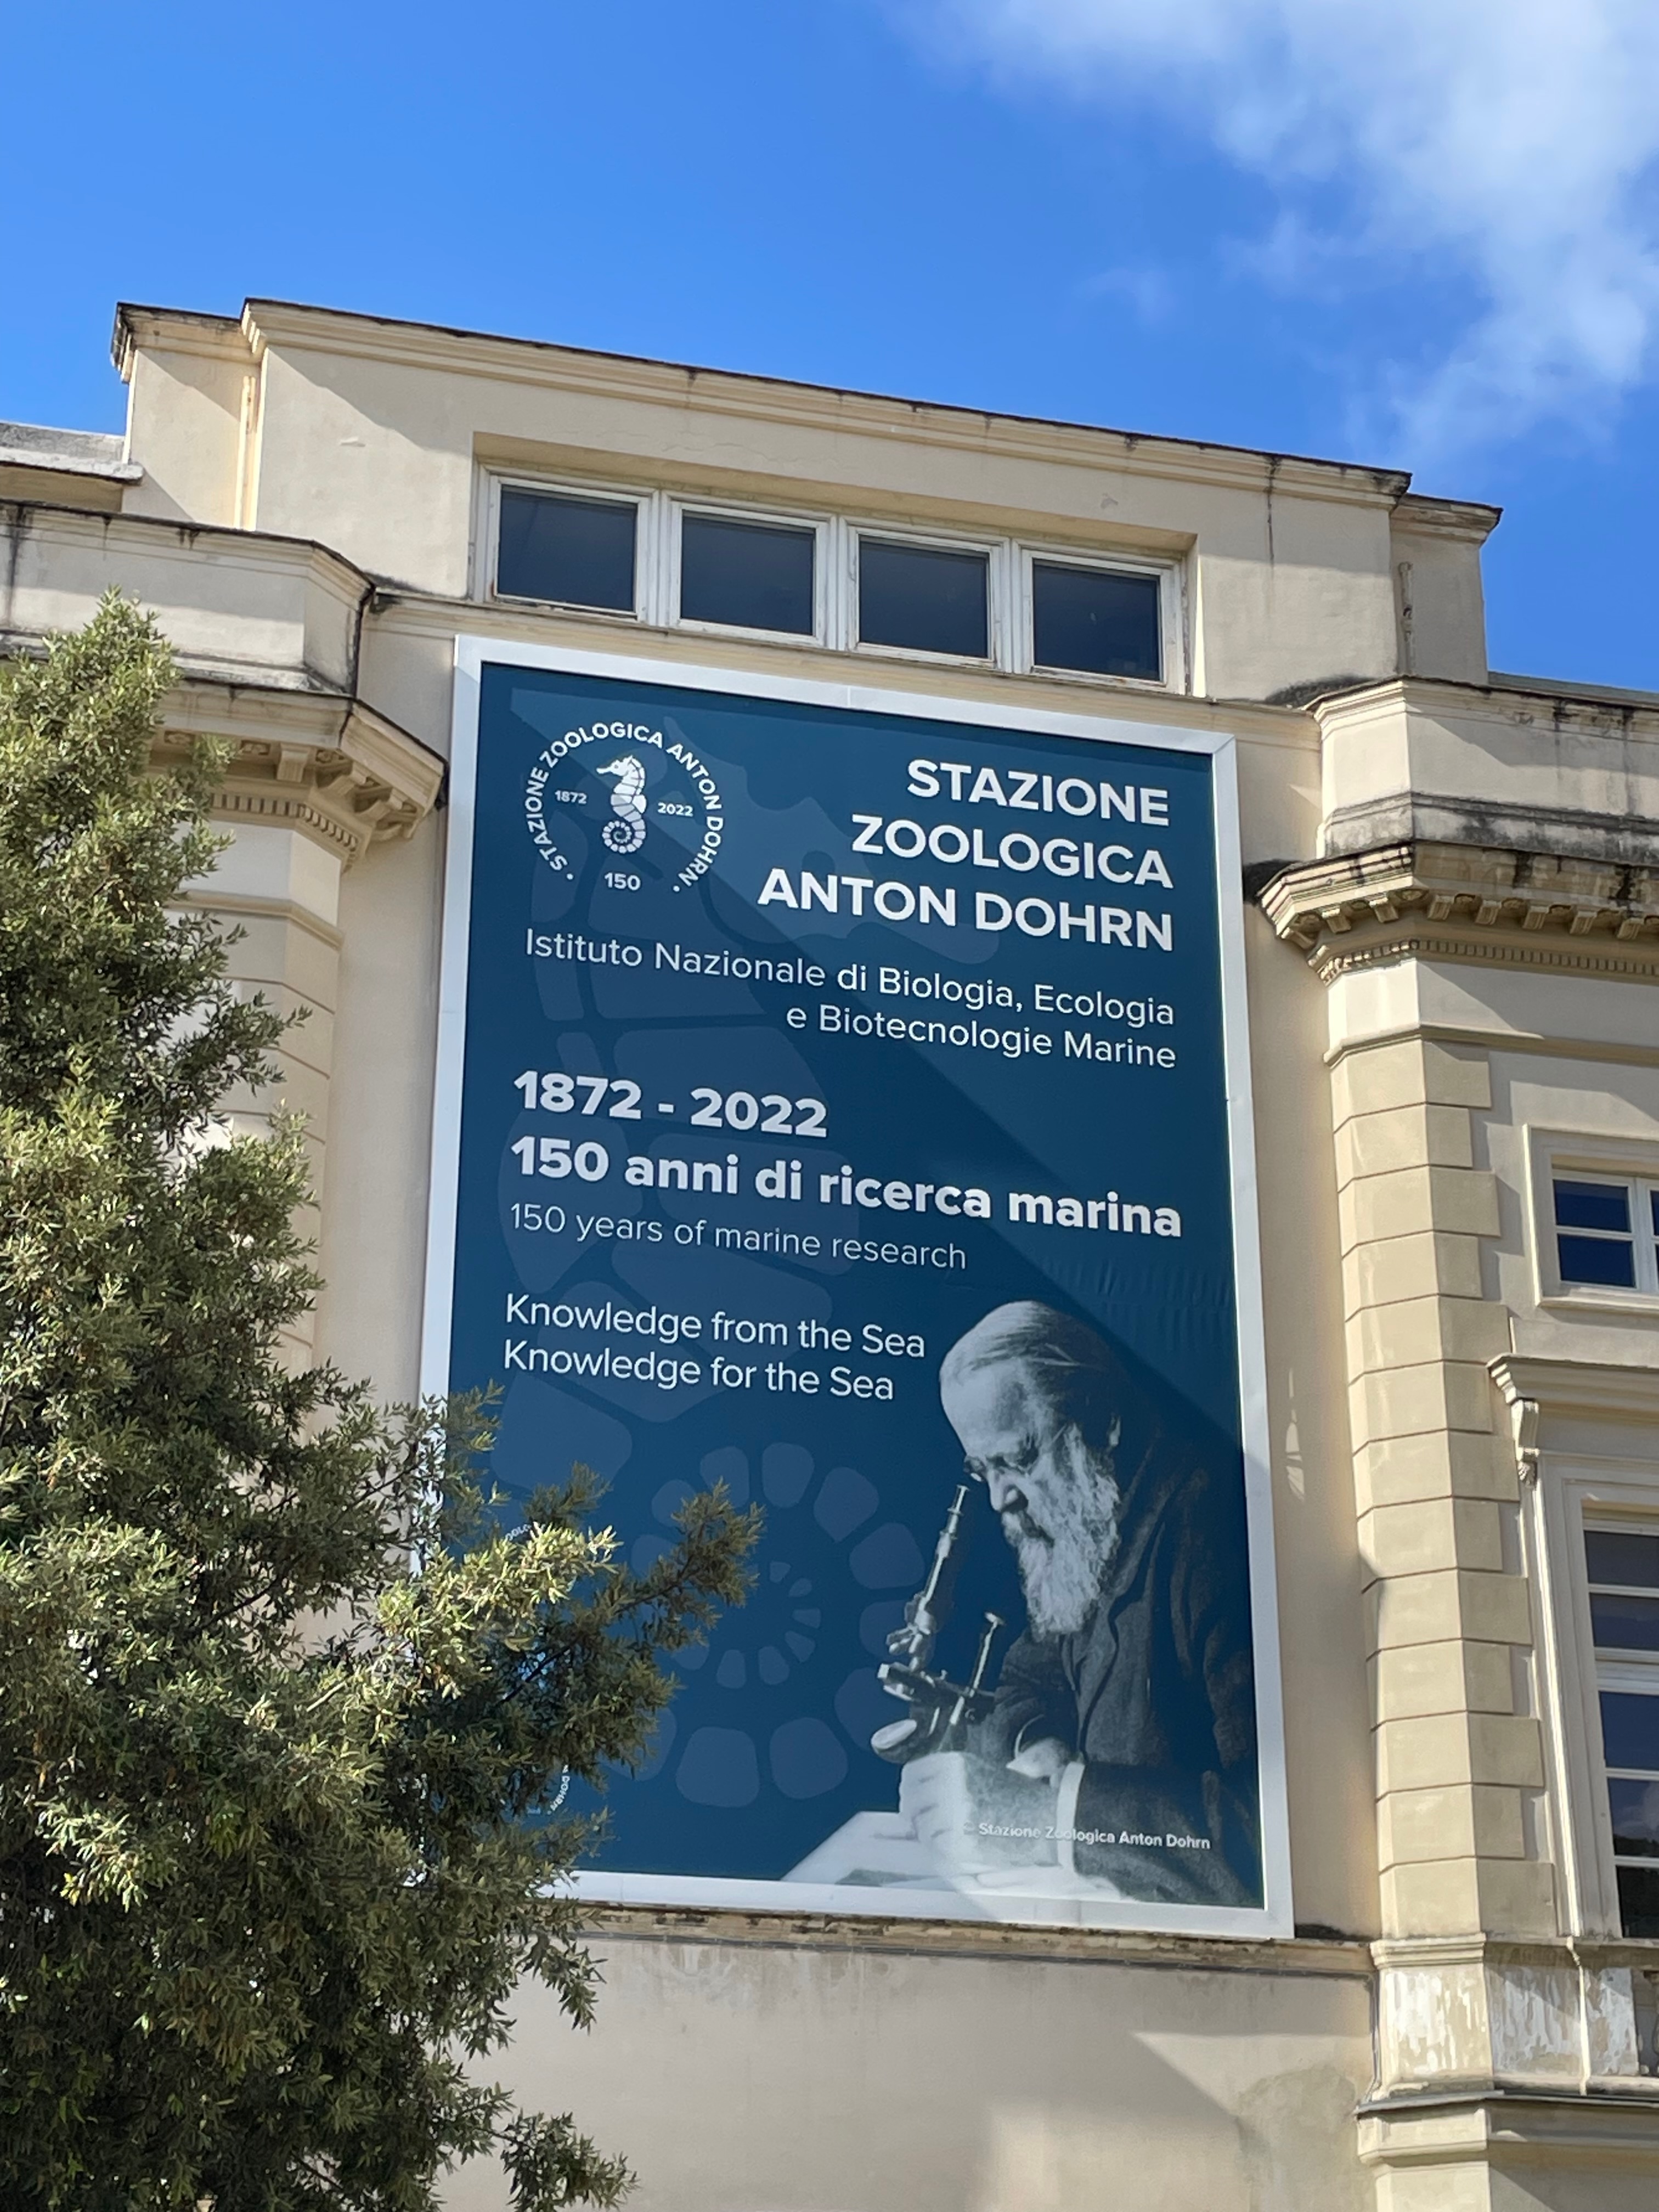 • STAZIONE ZOOLOGICA ANTON DOHRN •
1872
2022
150
STAZIONE
ZOOLOGICA
ANTON DOHRN
Istituto Nazionale di Biologia, Ecologia
e Biotecnologie Marine
1872 - 2022
150 anni di ricerca marina
150 years of marine research
Knowledge from the Sea
Knowledge for the Sea
© Stazione Zoologica Anton Dohrn